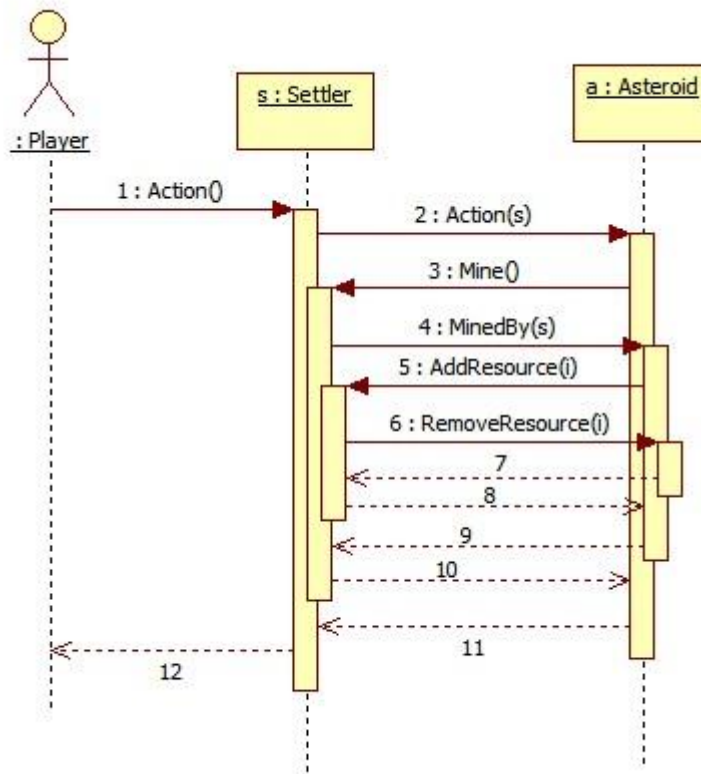 : Player
s : Settler
a : Asteroid
1 : Action()
2 : Action(s)
3 : Mine()
4 : MinedBy(s)
5 : AddResource(i)
6 : RemoveResource(i)
7
8
9
10
11
12